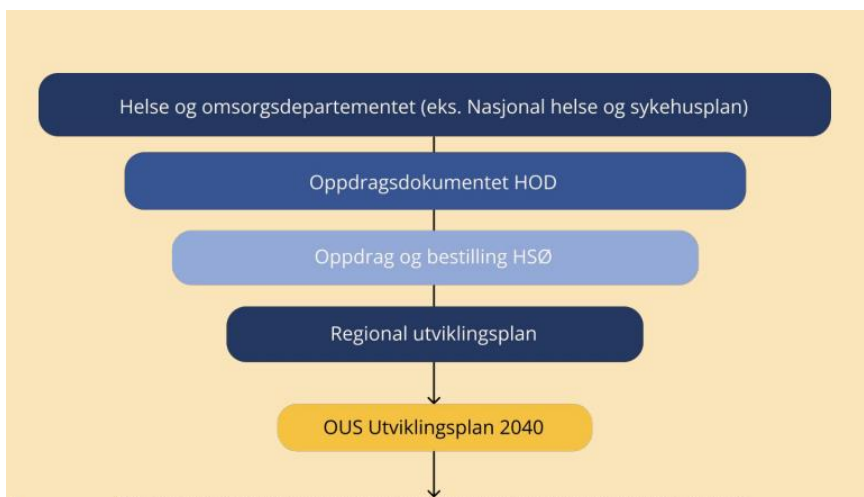 Helse og omsorgsdepartementet (eks. Nasjonal helse og sykehusplan)
Oppdragsdokumentet HOD
Oppdrag og bestilling HSØ
Regional utviklingsplan
OUS Utviklingsplan 2040